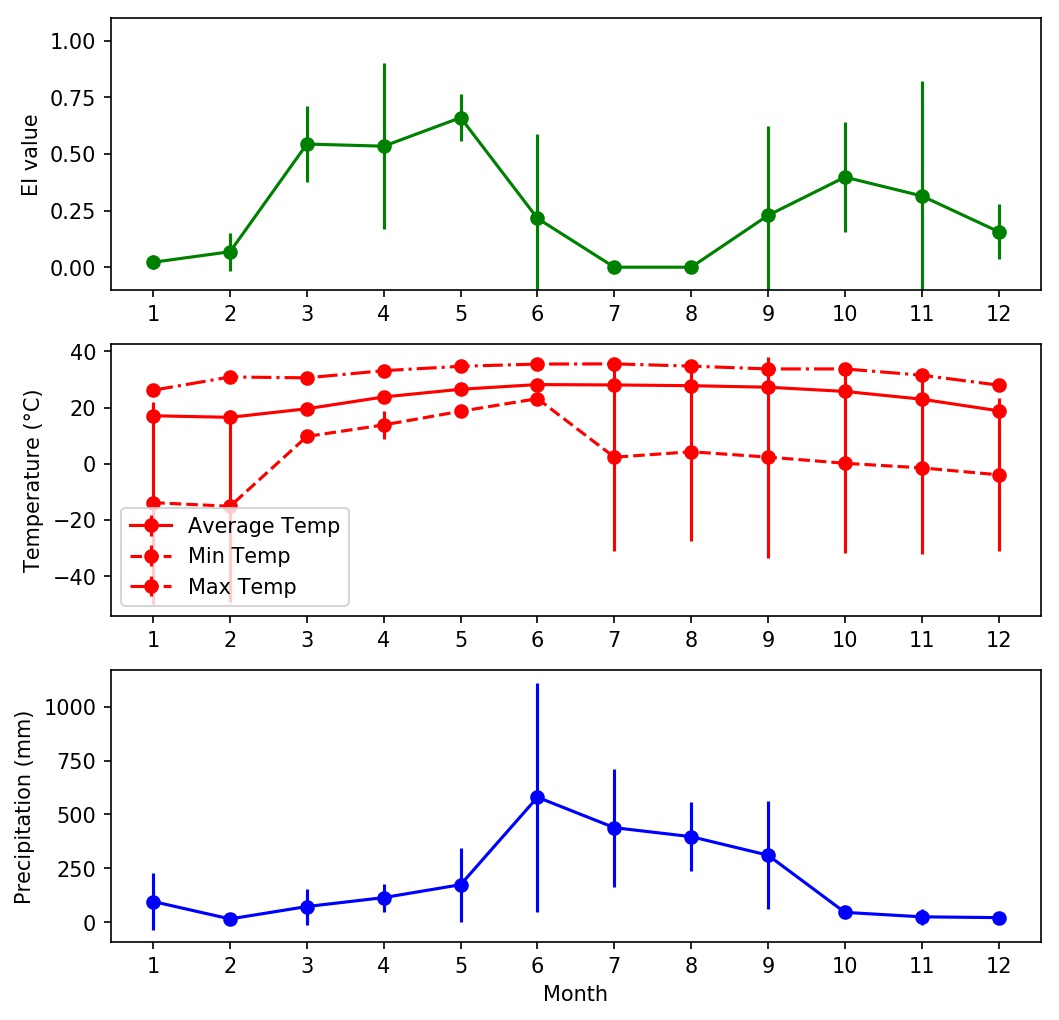 EI value
1.00
0.75
0.50
0.25
0.00
1 2 3 4 5 6 7 8 9 10 11 12
Temperature (°C)
40
20
0
−20
−40
Average Temp
Min Temp
Max Temp
1 2 3 4 5 6 7 8 9 10 11 12
Precipitation (mm)
1000
750
500
250
0
1 2 3 4 5 6 7 8 9 10 11 12
Month